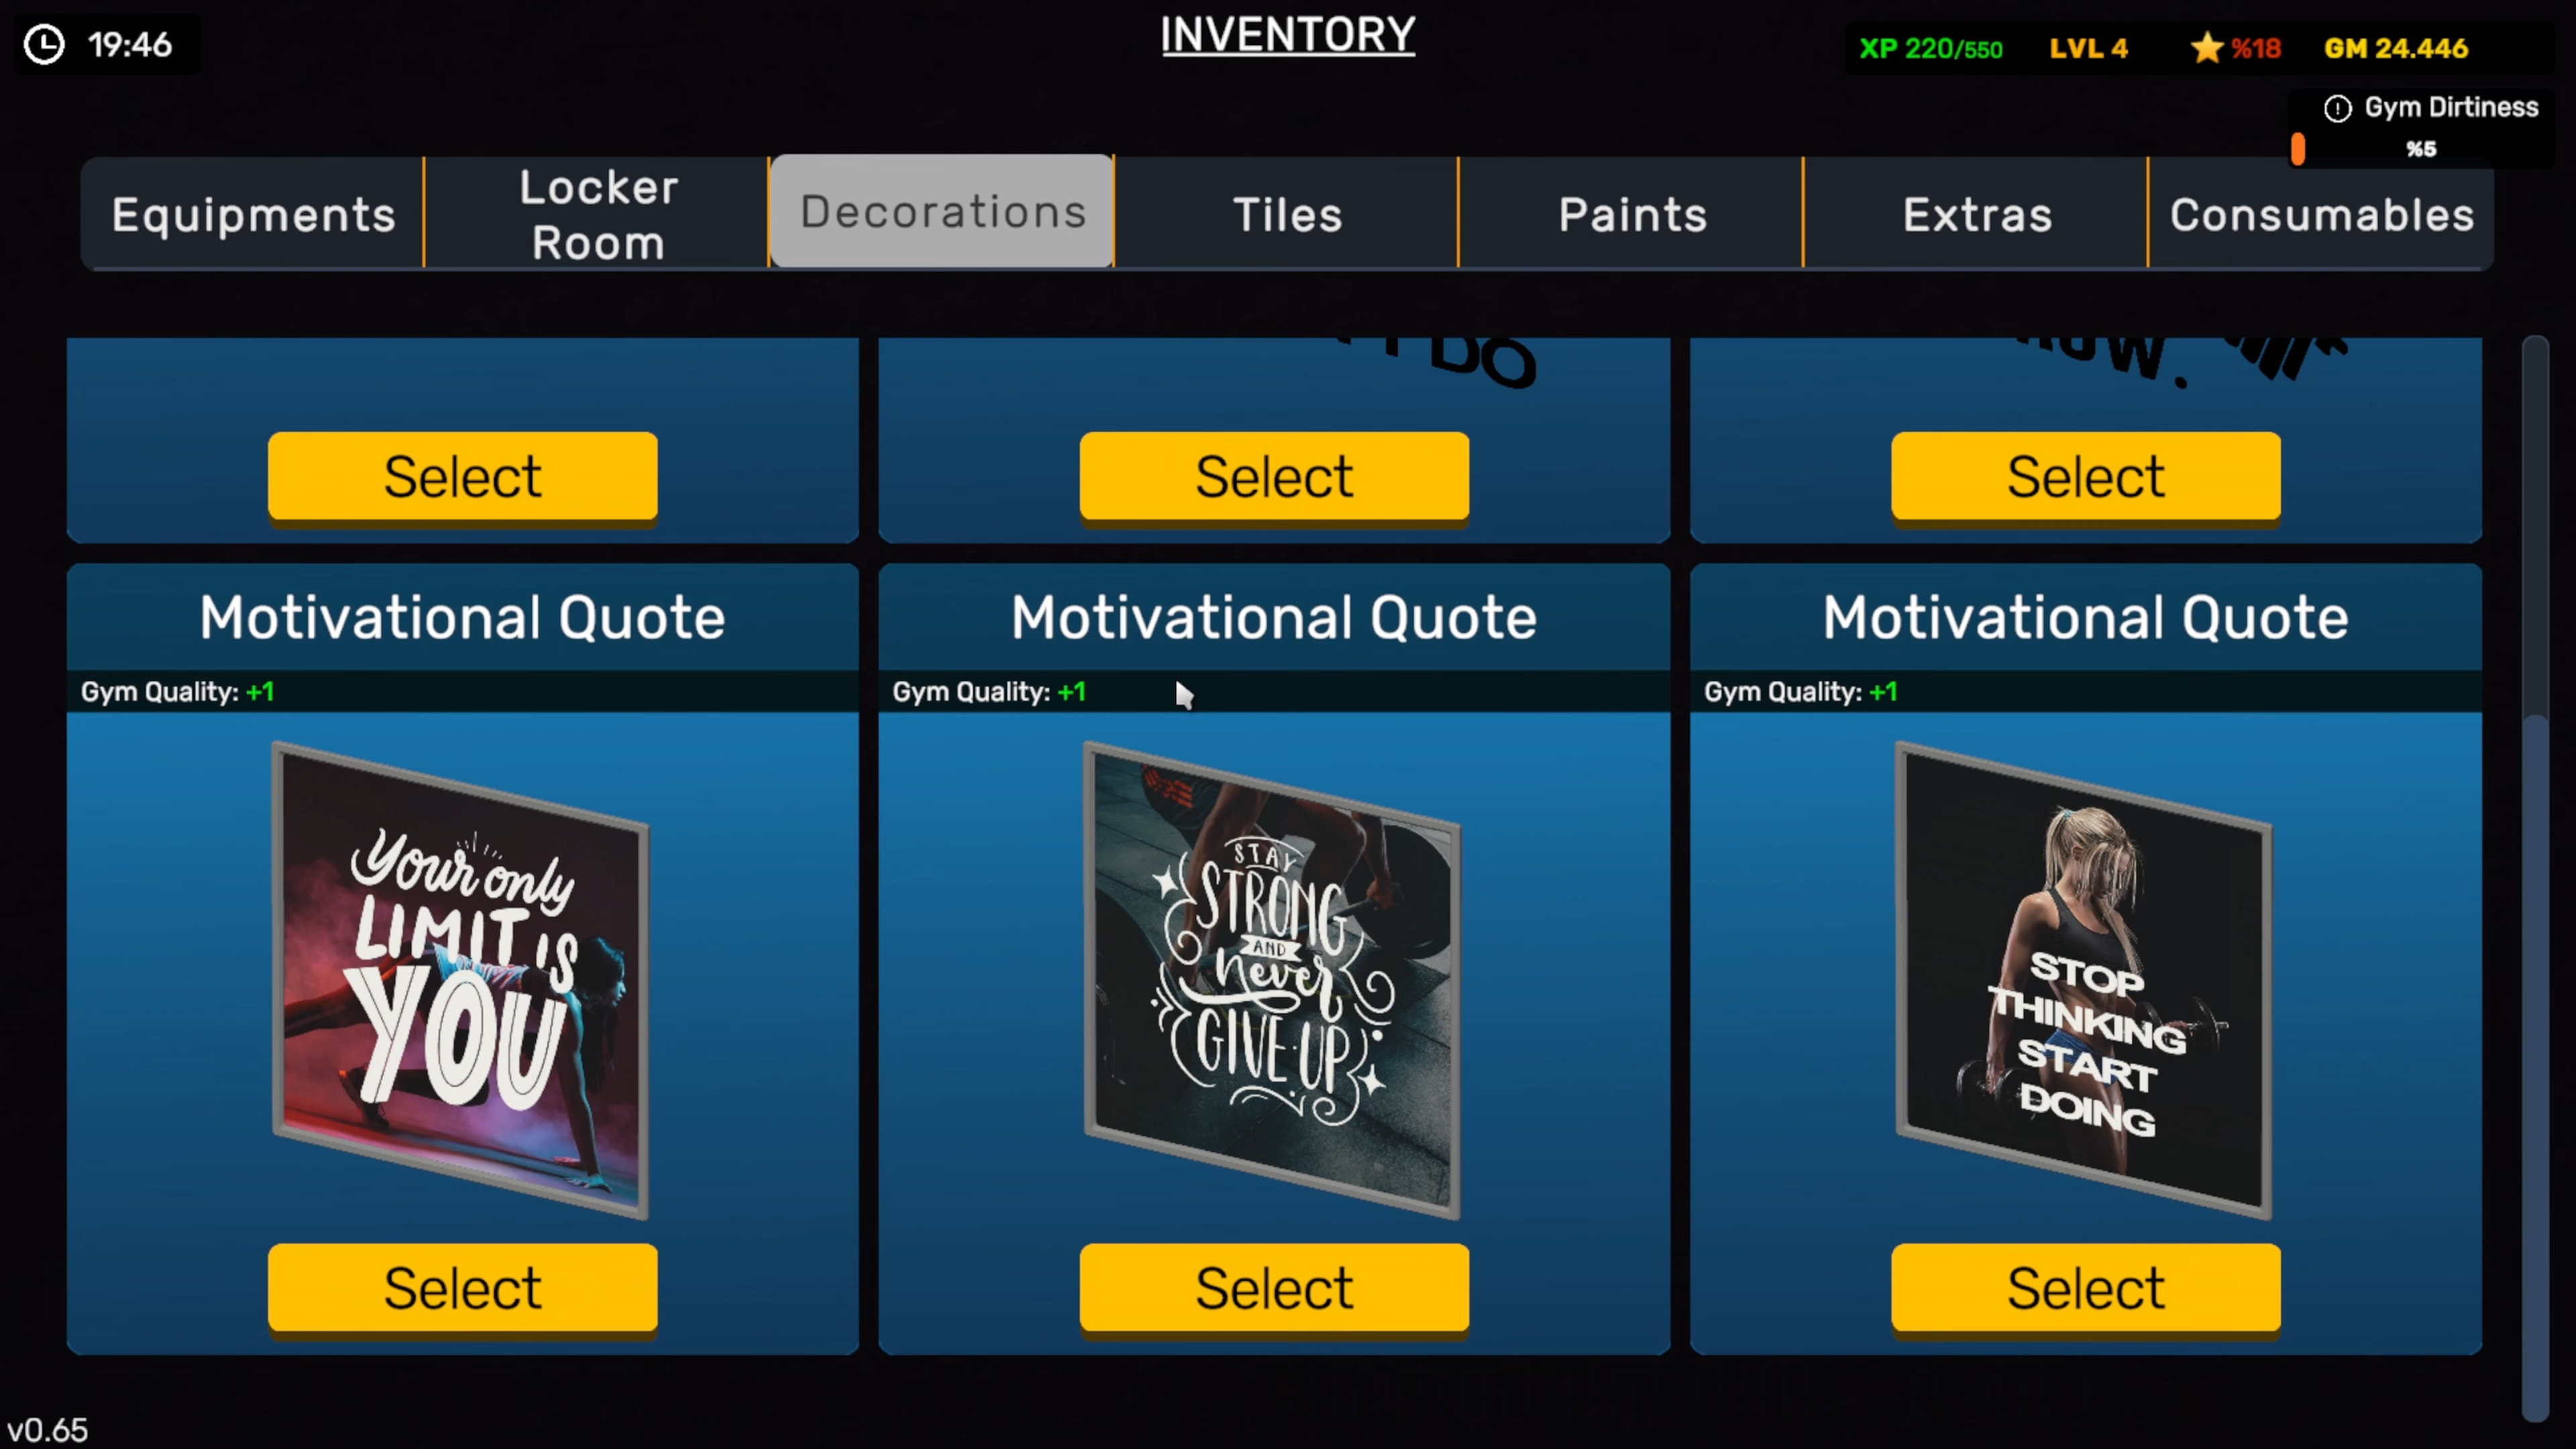 19:46
INVENTORY
XP 220/550 LVL 4 %18 GM 24.446
Gym Dirtiness
%5
Equipments
Locker
Room
Decorations
Tiles
Paints
Extras
Consumables
DO
Select
Select
Select
Motivational Quote
Gym Quality: +1
Your only
LIMIT IS
YOU
Select
Motivational Quote
Gym Quality: +1
STAY
STRONG
AND
never
GIVE UP
Select
Motivational Quote
Gym Quality: +1
STOP
THINKING
START
DOING
Select
v0.65